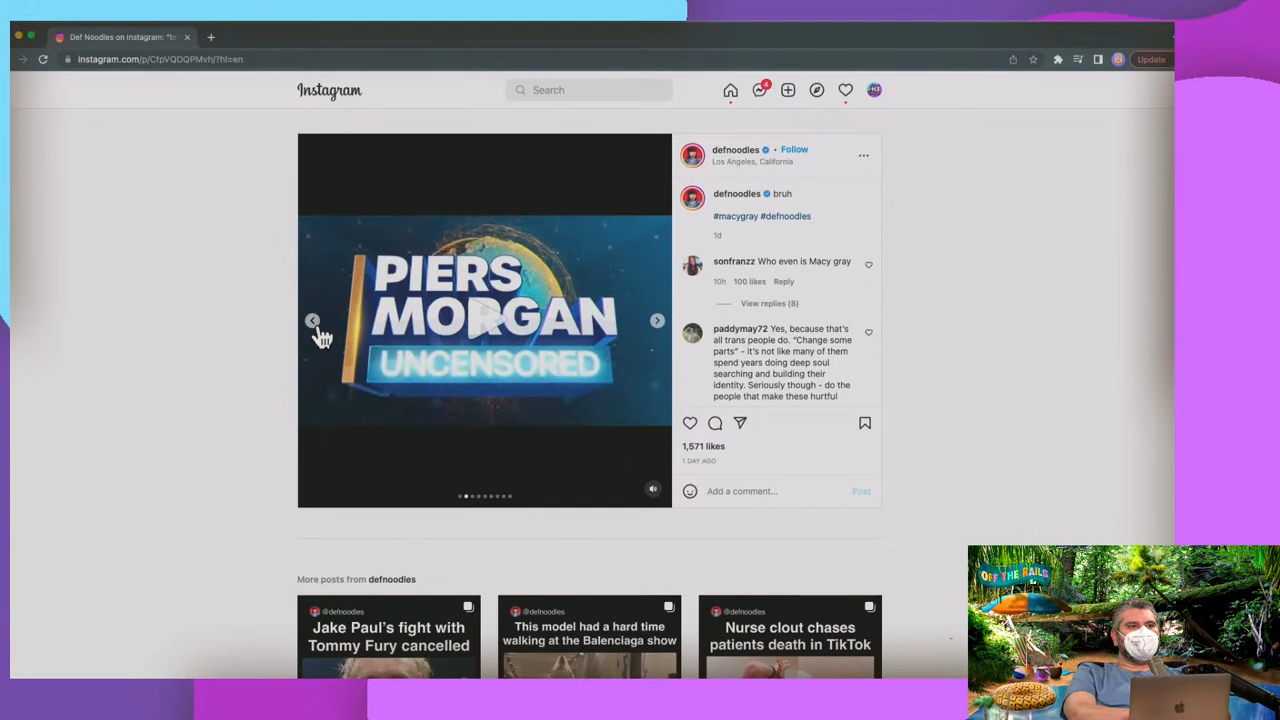 Def Noodles on Instagram: "br
instagram.com/p/CfpVQDQPMvh/?hl=en
Update
Instagram
Search
4
PIERS
MORGAN
UNCENSORED
defnoodles • Follow
Los Angeles, California
defnoodles bruh
#macygray #defnoodles
1d
sonfranzz Who even is Macy gray
10h 100 likes Reply
View replies (8)
paddymay72 Yes, because that's
all trans people do. "Change some
parts" - it's not like many of them
spend years doing deep soul
searching and building their
identity. Seriously though - do the
people that make these hurtful
1,571 likes
1 DAY AGO
Add a comment...
Post
More posts from defnoodles
@defnoodles
Jake Paul's fight with
Tommy Fury cancelled
@defnoodles
This model had a hard time
walking at the Balenciaga show
@defnoodles
Nurse clout chases
patients death in TikTok
OFF THE RAILS